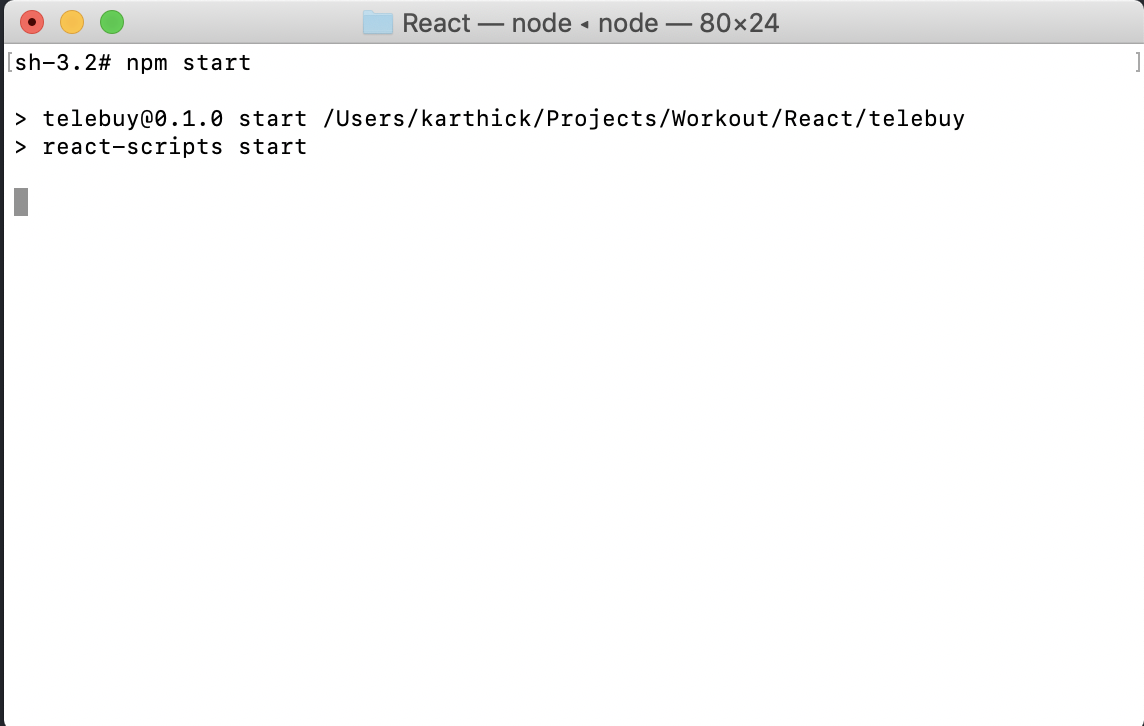 React — node ◂ node — 80×24
[sh-3.2# npm start ]
> telebuy@0.1.0 start /Users/karthick/Projects/Workout/React/telebuy
> react-scripts start